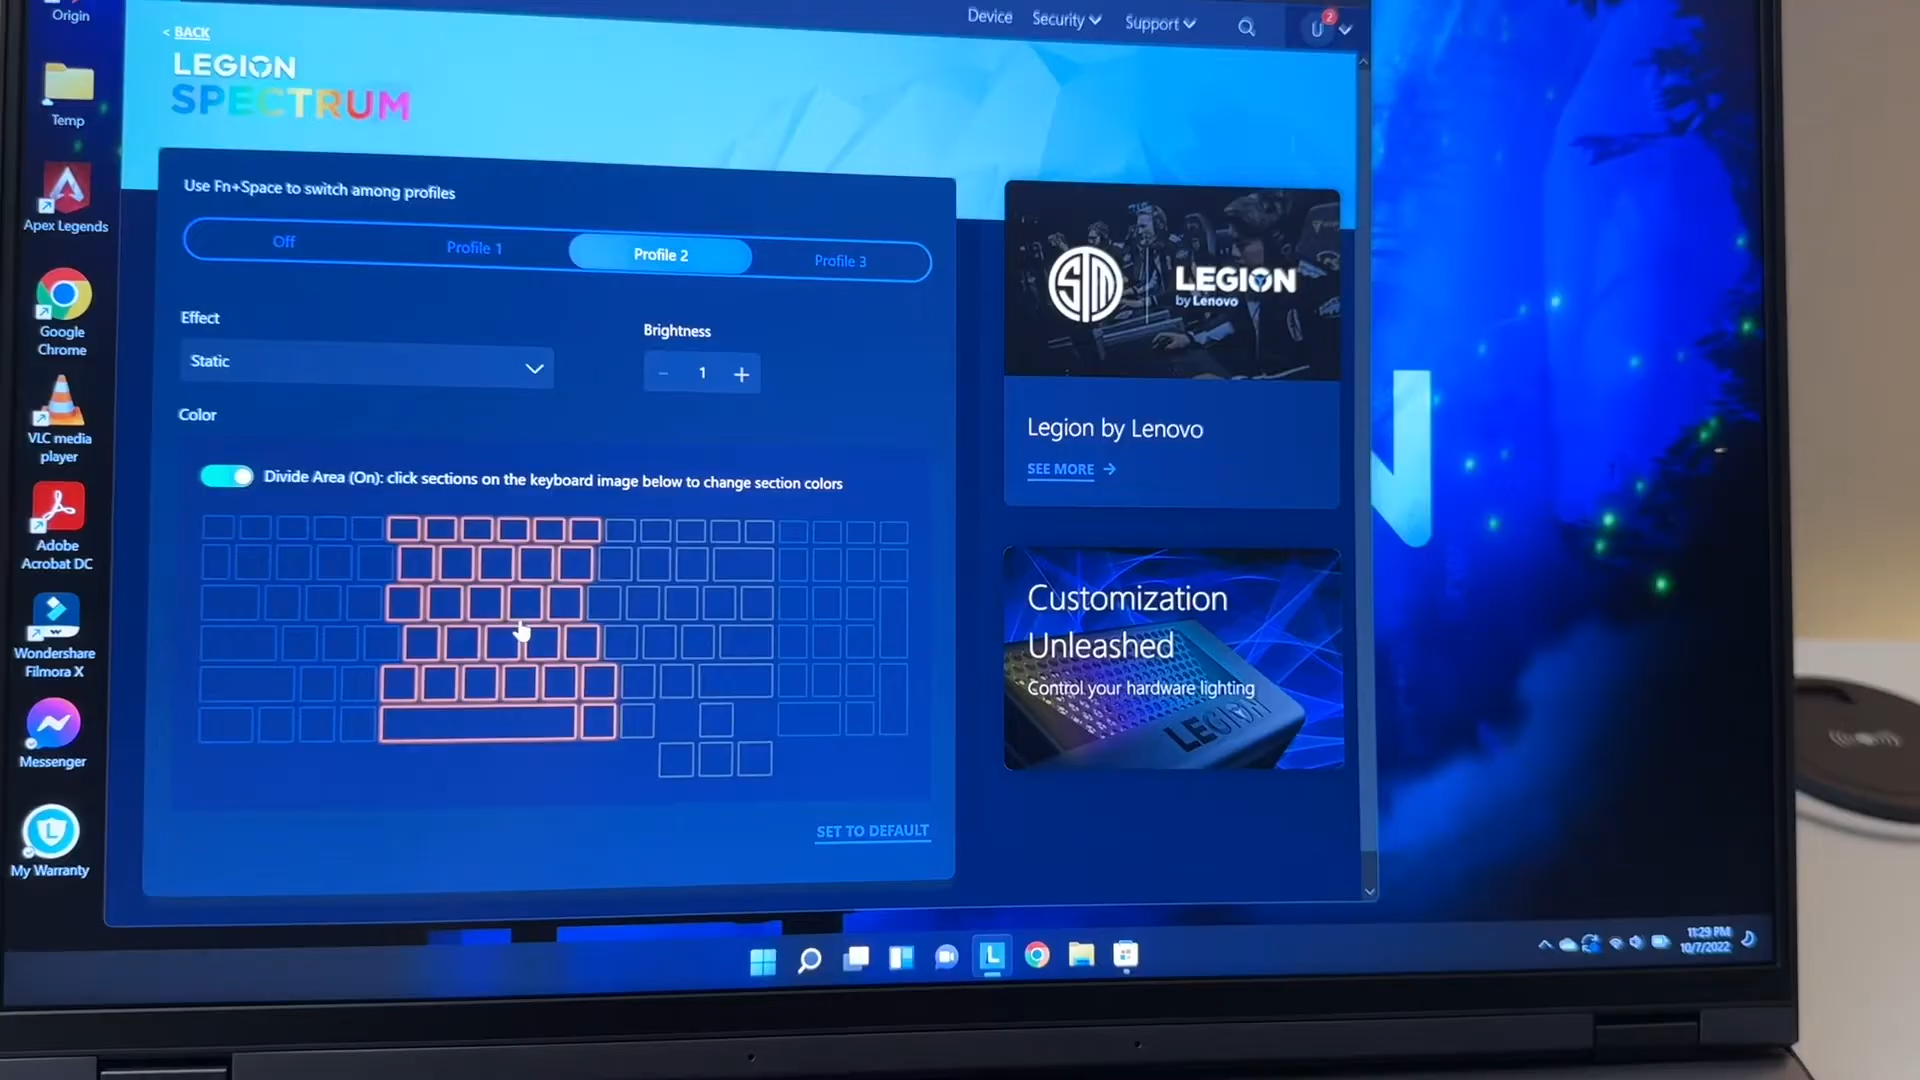 Origin
Temp
Apex Legends
Google
Chrome
VLC media
player
Adobe
Acrobat DC
Wondershare
Filmora X
Messenger
My Warranty
Device
Security
Support
U
2
< BACK
LEGION
SPECTRUM
Use Fn+Space to switch among profiles
Off
Profile 1
Profile 2
Profile 3
Effect
Brightness
Static
− 1 +
Color
Divide Area (On): click sections on the keyboard image below to change section colors
SET TO DEFAULT
TSM
LEGION
by Lenovo
Legion by Lenovo
SEE MORE →
Customization
Unleashed
Control your hardware lighting
LEGION
N
L
11:29 PM
10/7/2022